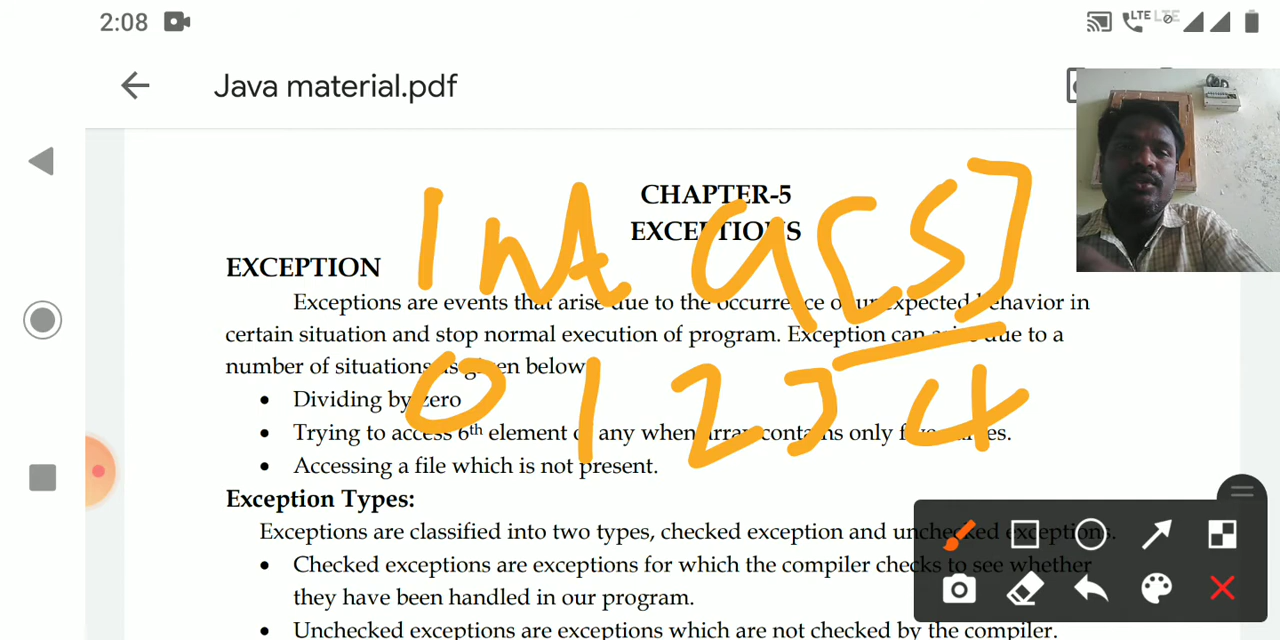 2:08 LTE LTE
Java material.pdf
CHAPTER-5
EXCEPTIONS
Int a[5]
EXCEPTION
Exceptions are events that arise due to the occurrence of unexpected behavior in
certain situation and stop normal execution of program. Exception can arise due to a
number of situations as given below
0 1 2 3 4
• Dividing by zero
• Trying to access 6th element of any when array contains only five values.
• Accessing a file which is not present.
Exception Types:
Exceptions are classified into two types, checked exception and unchecked exceptions.
• Checked exceptions are exceptions for which the compiler checks to see whether
they have been handled in our program.
• Unchecked exceptions are exceptions which are not checked by the compiler.